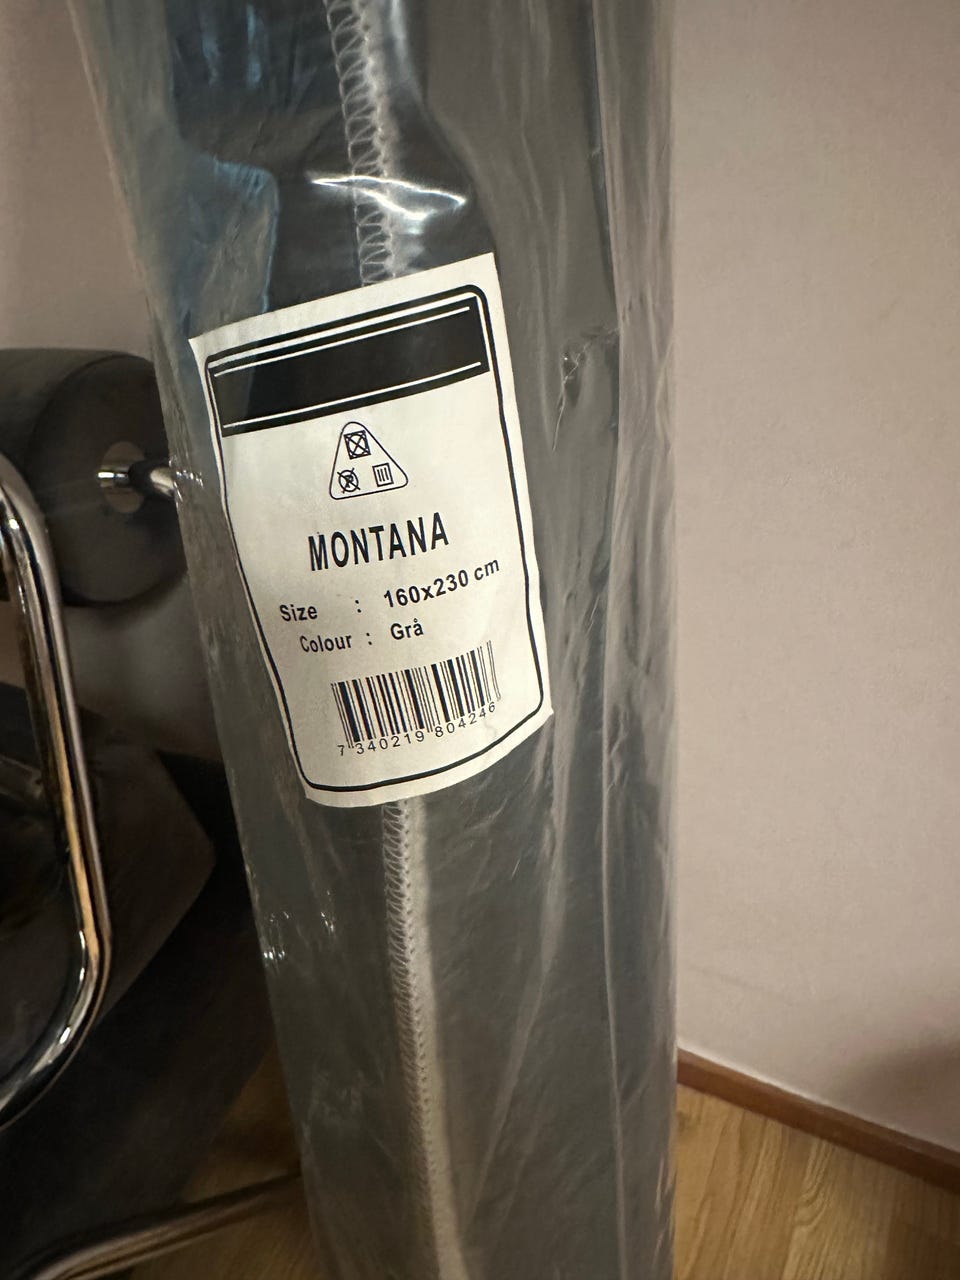 MONTANA
Size : 160x230 cm
Colour : Grå
7 340219 804246